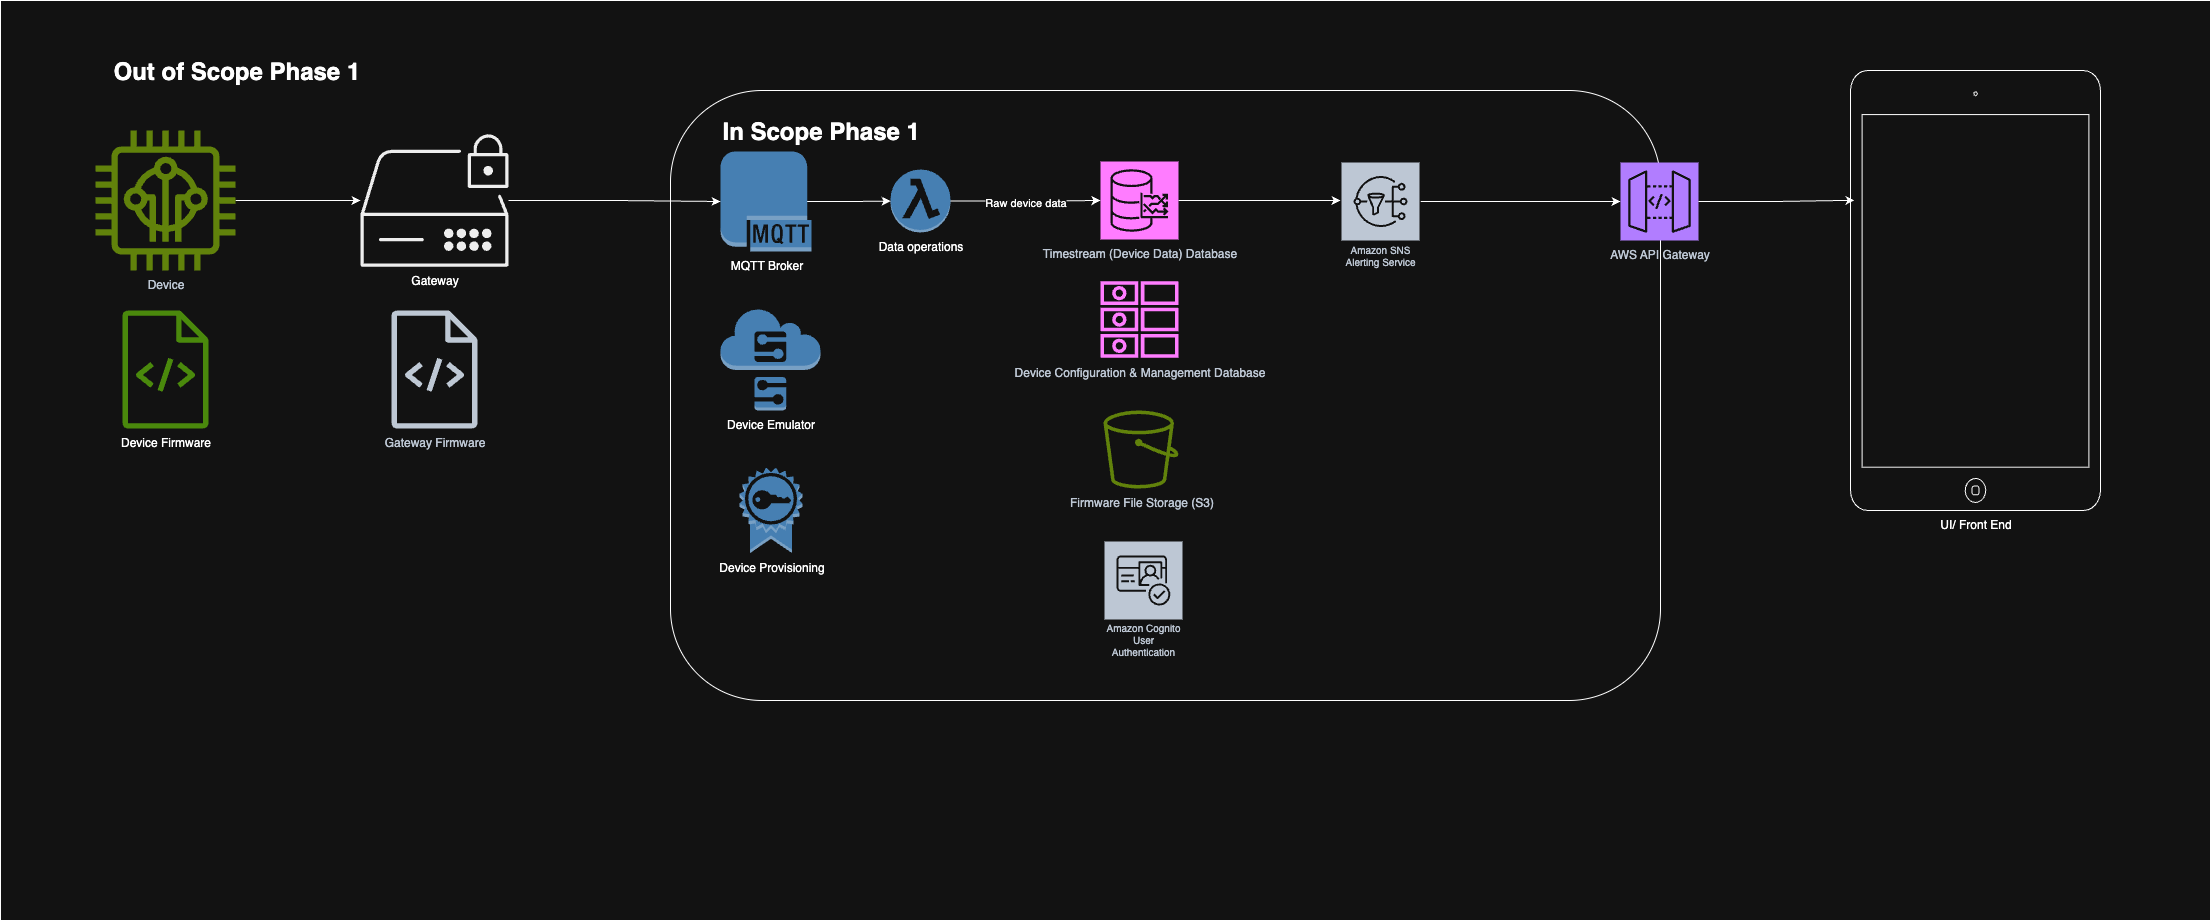 Out of Scope Phase 1
In Scope Phase 1
Device
Gateway
MQTT
MQTT Broker
Data operations
Raw device data
Timestream (Device Data) Database
Amazon SNS
Alerting Service
AWS API Gateway
Device Firmware
Gateway Firmware
Device Emulator
Device Configuration & Management Database
Firmware File Storage (S3)
UI/ Front End
Device Provisioning
Amazon Cognito
User
Authentication